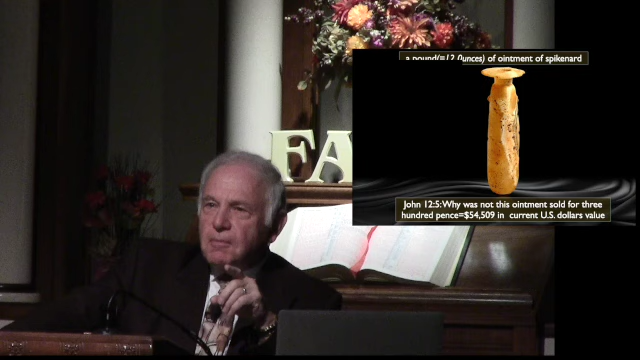 a pound(=12 0unces) of ointment of spikenard
FA
John 12:5:Why was not this ointment sold for three
hundred pence=$54,509 in current U.S. dollars value